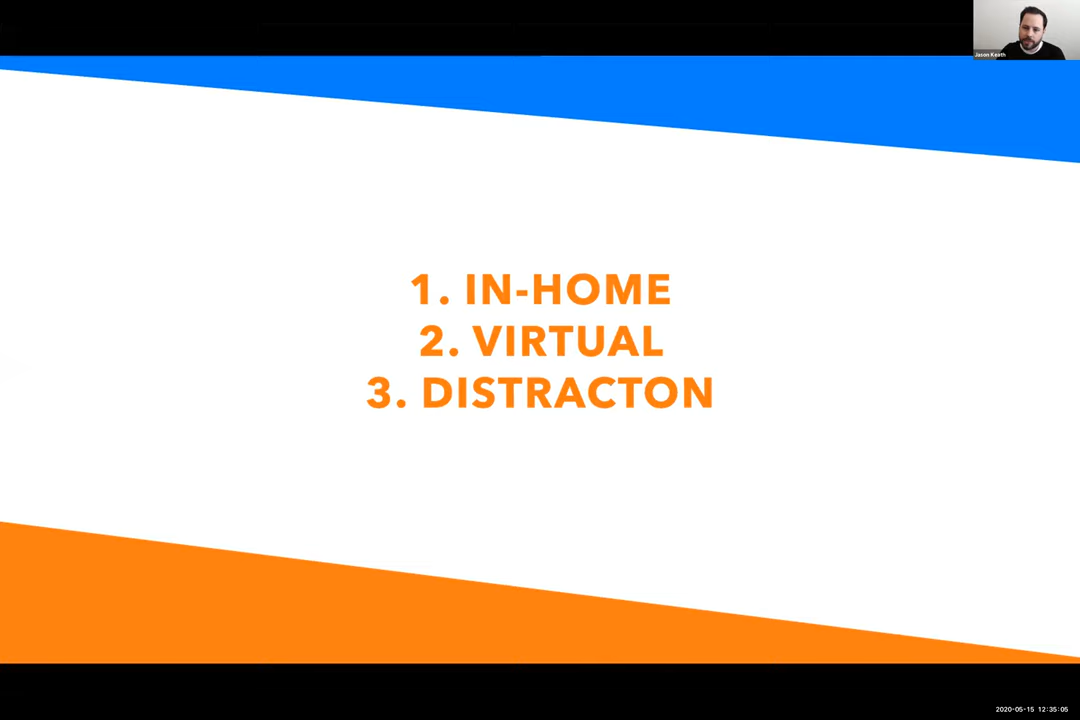 Jason Keath
1. IN-HOME
2. VIRTUAL
3. DISTRACTON
2020-05-15 12:35:05